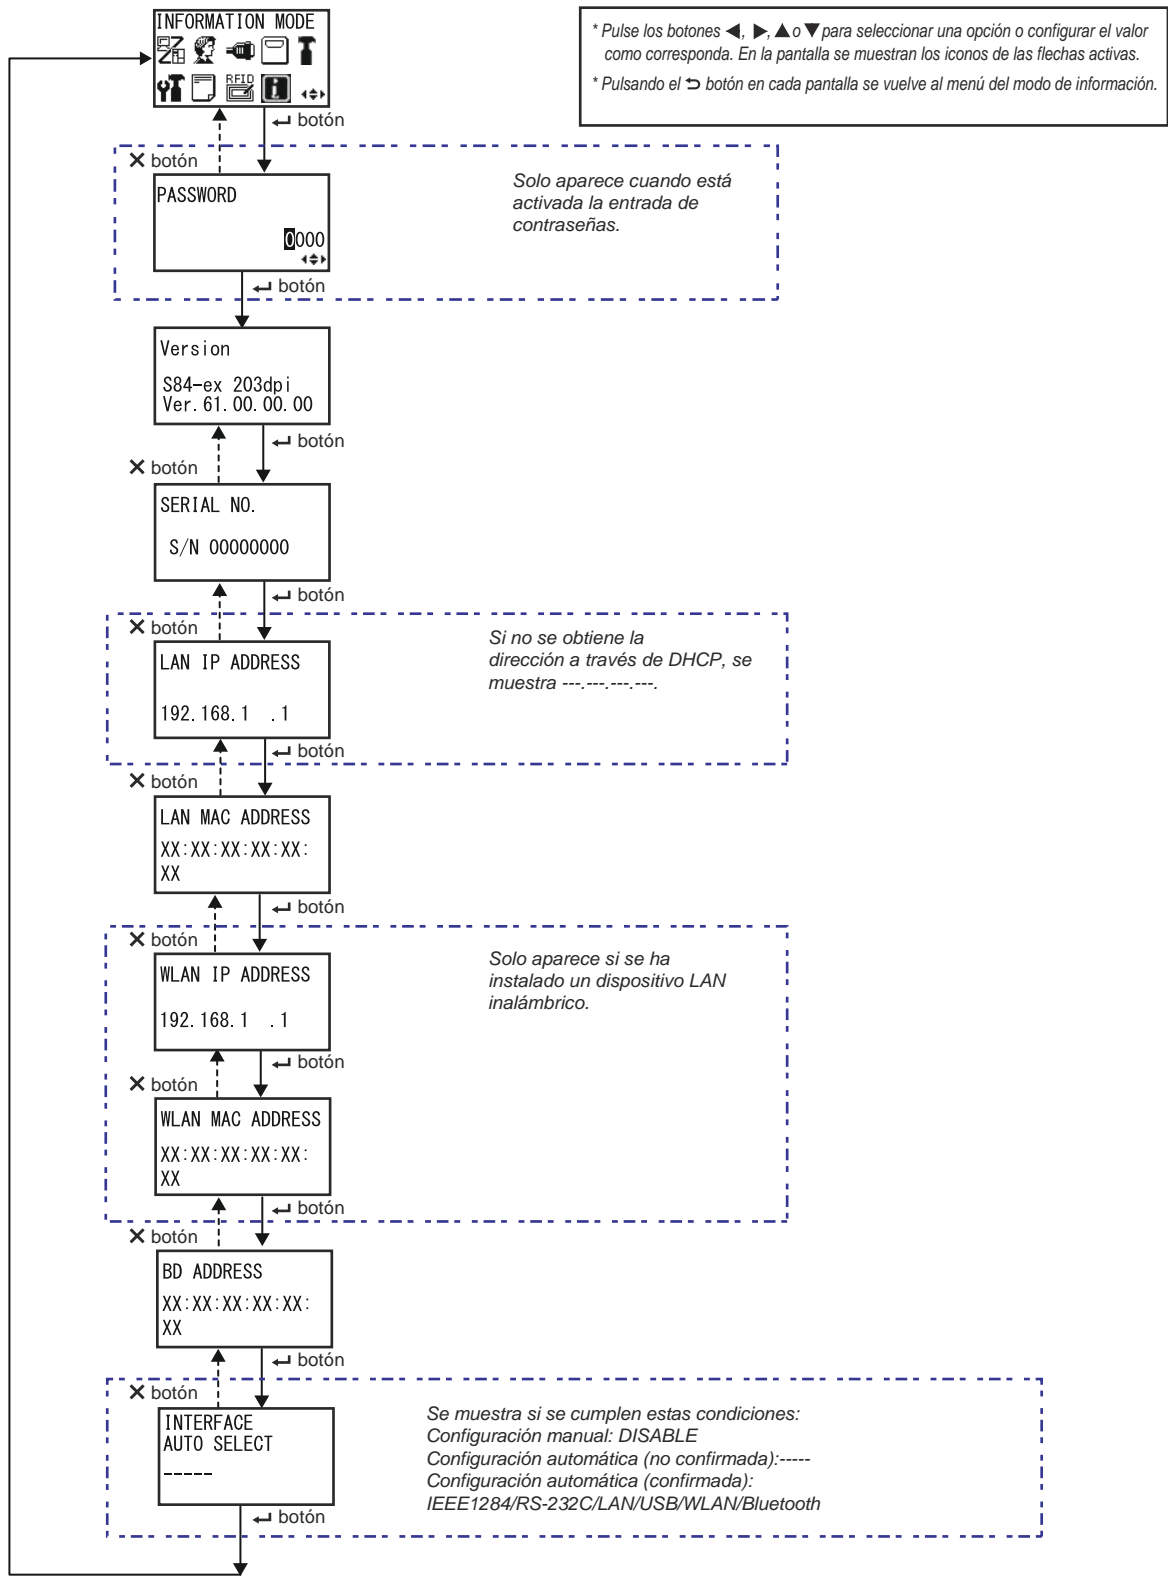 INFORMATION MODE
RFID
* Pulse los botones ◀, ▶, ▲ o ▼ para seleccionar una opción o configurar el valor
como corresponda. En la pantalla se muestran los iconos de las flechas activas.
* Pulsando el ⮌ botón en cada pantalla se vuelve al menú del modo de información.
↵ botón
✕ botón
PASSWORD
0000
Solo aparece cuando está
activada la entrada de
contraseñas.
↵ botón
Version
S84-ex 203dpi
Ver. 61. 00. 00. 00
↵ botón
✕ botón
SERIAL NO.
S/N 00000000
↵ botón
✕ botón
LAN IP ADDRESS
192. 168. 1 . 1
Si no se obtiene la
dirección a través de DHCP, se
muestra ---.---.---.---.
↵ botón
✕ botón
LAN MAC ADDRESS
XX:XX:XX:XX:XX:
XX
↵ botón
✕ botón
WLAN IP ADDRESS
192. 168. 1 . 1
Solo aparece si se ha
instalado un dispositivo LAN
inalámbrico.
↵ botón
✕ botón
WLAN MAC ADDRESS
XX:XX:XX:XX:XX:
XX
↵ botón
✕ botón
BD ADDRESS
XX:XX:XX:XX:XX:
XX
↵ botón
✕ botón
INTERFACE
AUTO SELECT
-----
Se muestra si se cumplen estas condiciones:
Configuración manual: DISABLE
Configuración automática (no confirmada):-----
Configuración automática (confirmada):
IEEE1284/RS-232C/LAN/USB/WLAN/Bluetooth
↵ botón